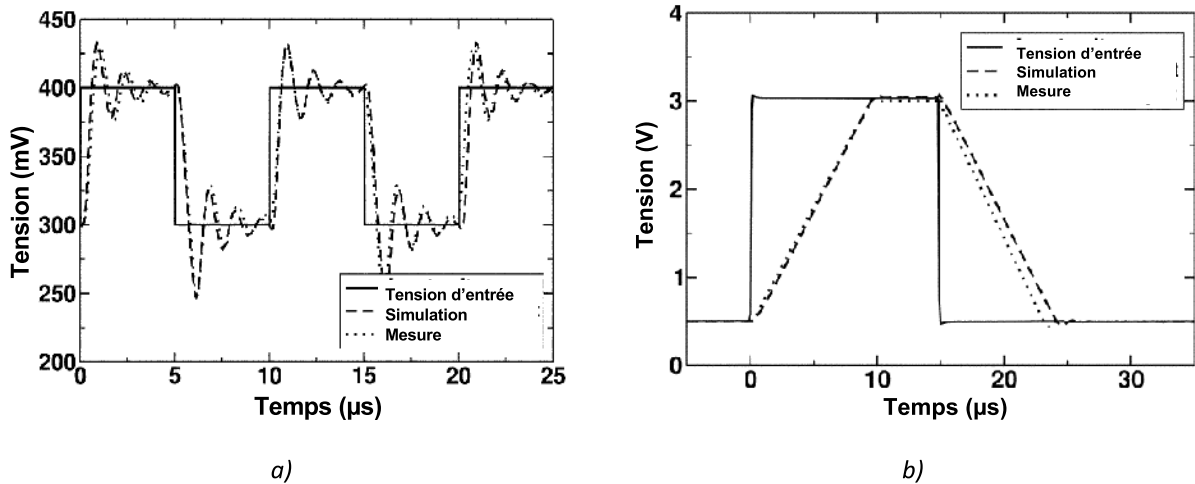 450
400
350
300
250
200
Tension (mV)
0 5 10 15 20 25
Temps (µs)
Tension d'entrée
Simulation
Mesure
a)
4
3
2
1
0
Tension (V)
0 10 20 30
Temps (µs)
Tension d'entrée
Simulation
Mesure
b)